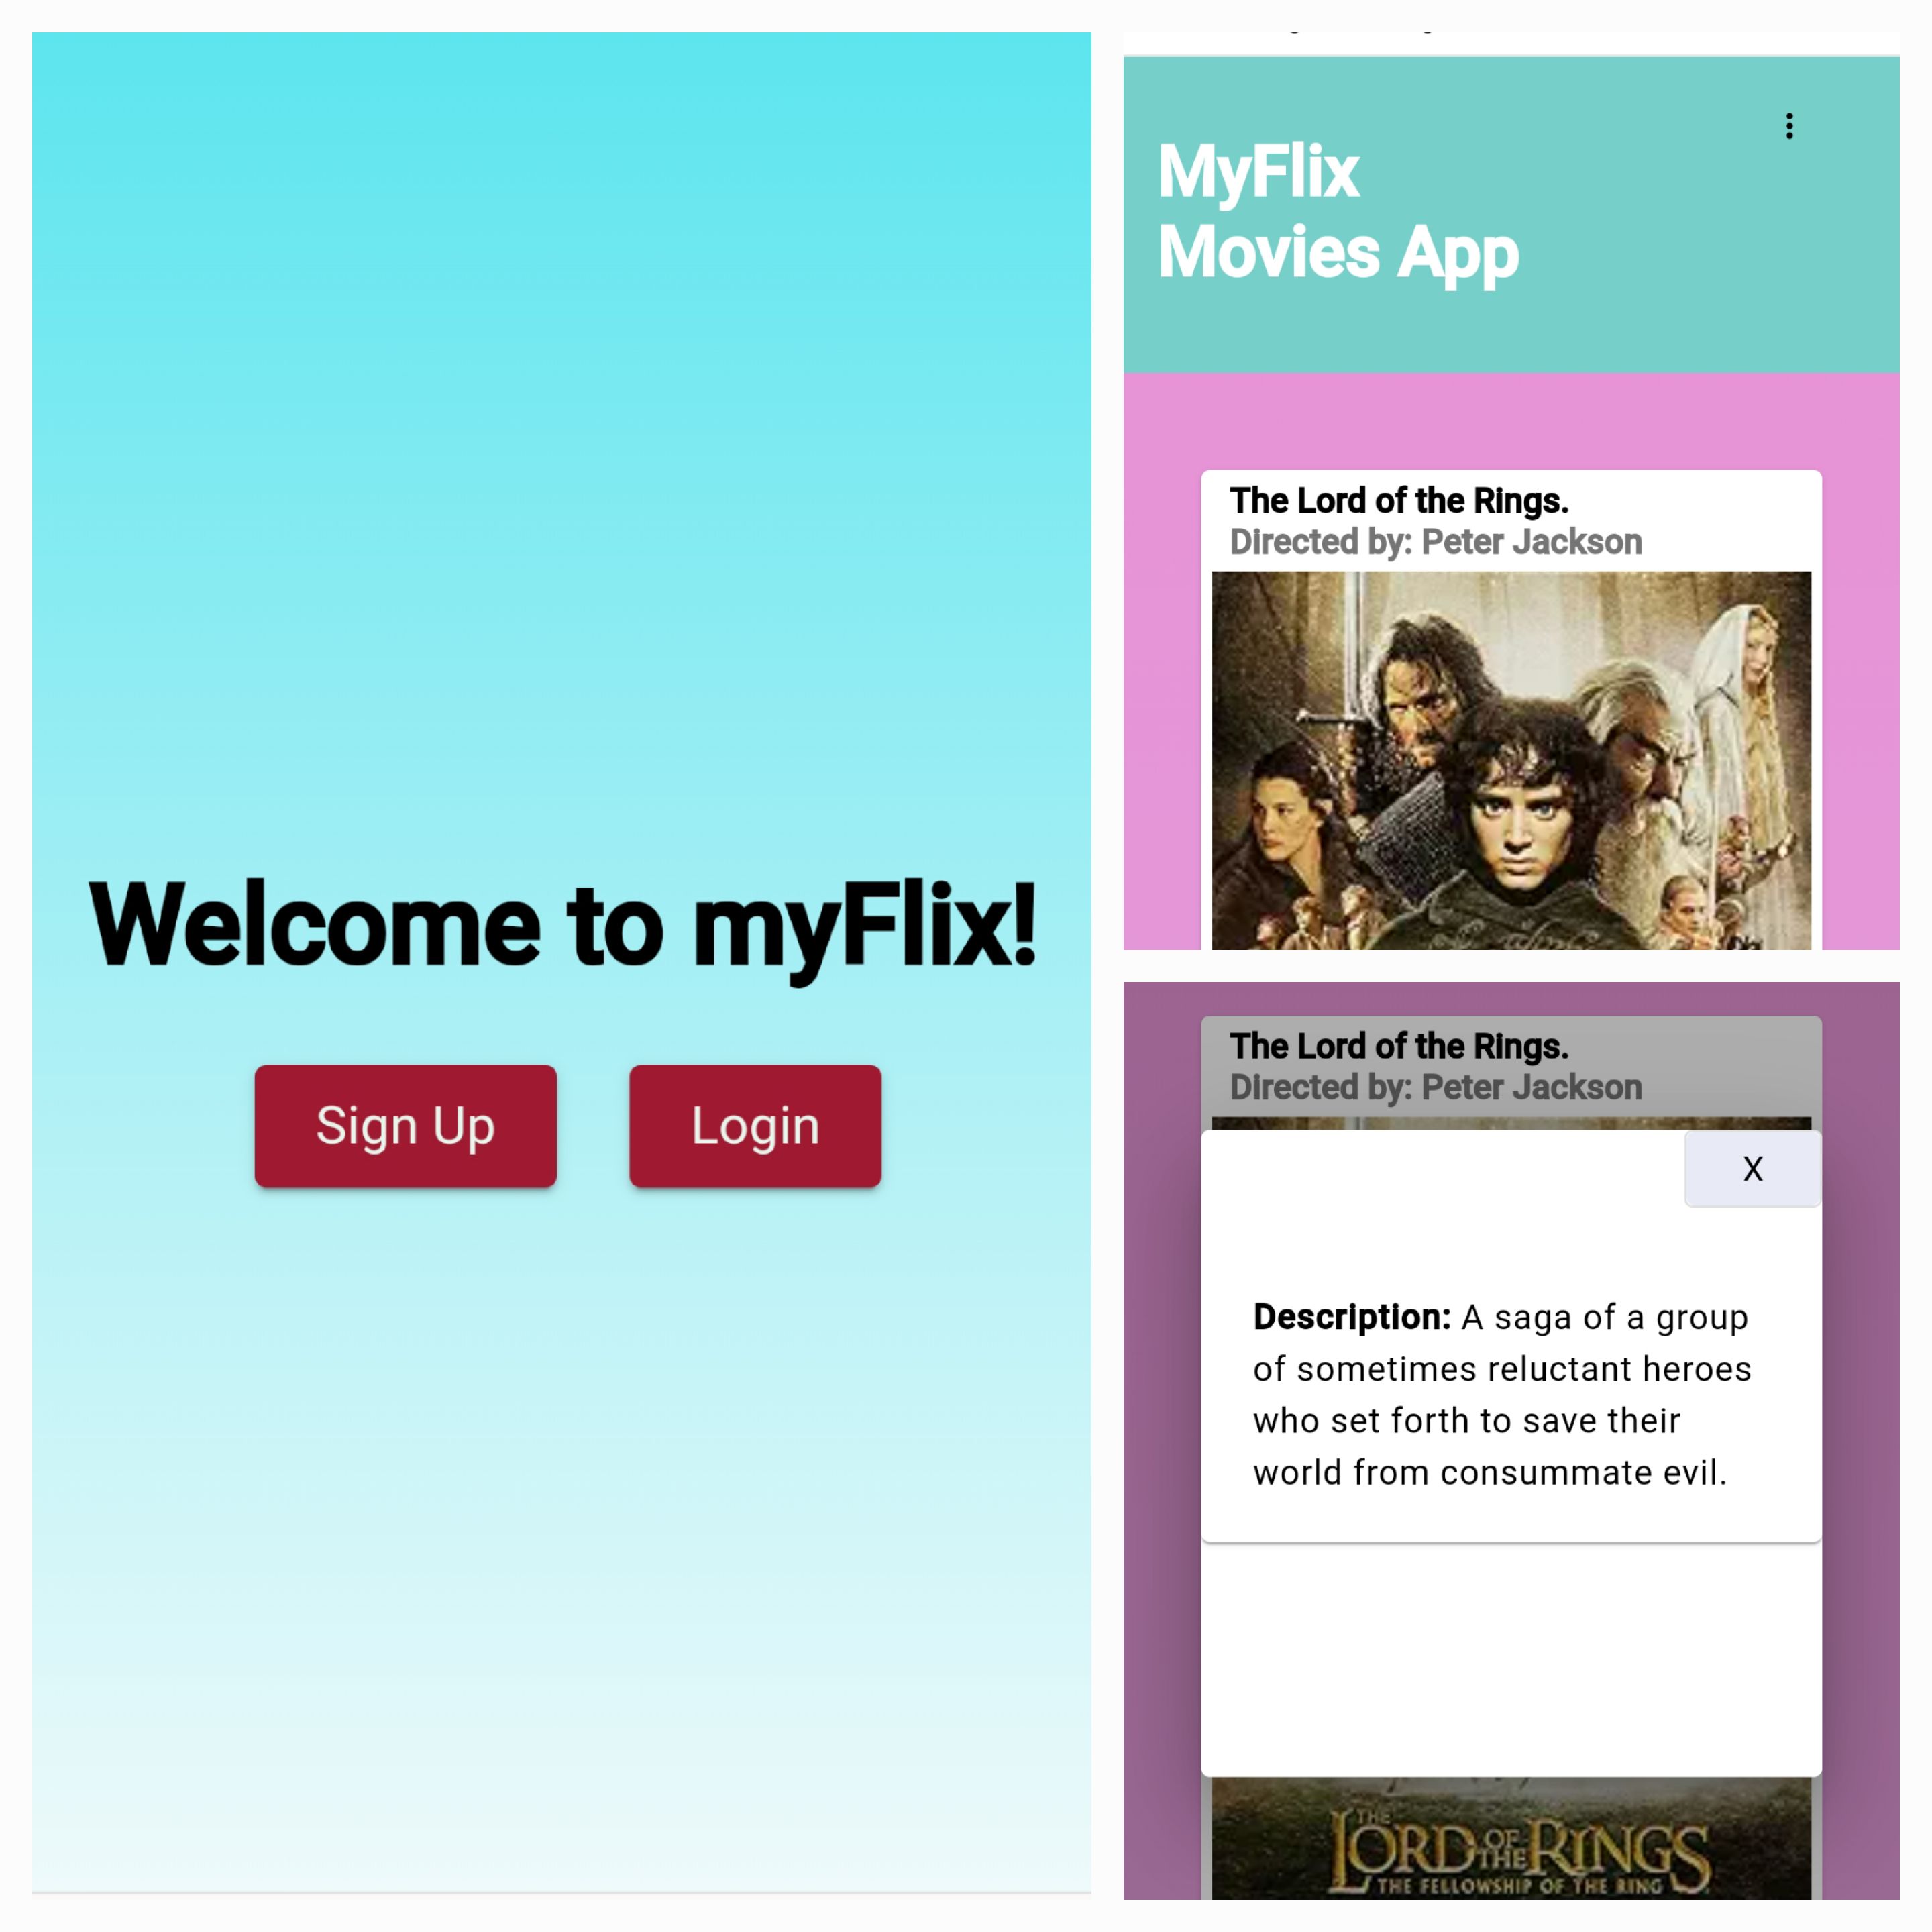 Welcome to myFlix!
Sign Up
Login
MyFlix
Movies App
The Lord of the Rings.
Directed by: Peter Jackson
The Lord of the Rings.
Directed by: Peter Jackson
X
Description: A saga of a group
of sometimes reluctant heroes
who set forth to save their
world from consummate evil.
THE
LORD OF THE RINGS
THE FELLOWSHIP OF THE RING